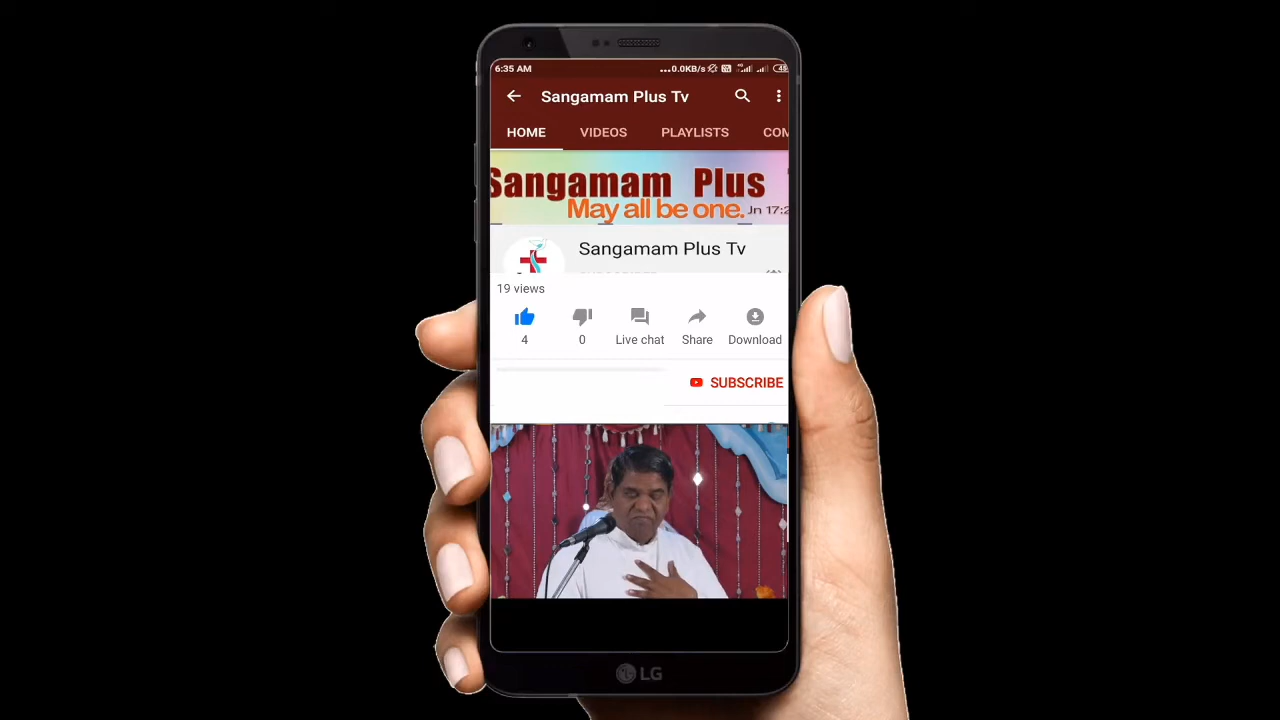 6:35 AM ...0.0KB/s
Sangamam Plus Tv
HOME VIDEOS PLAYLISTS COM
Sangamam Plus
May all be one. Jn 17:2
Sangamam Plus Tv
19 views
4 0 Live chat Share Download
SUBSCRIBE
LG